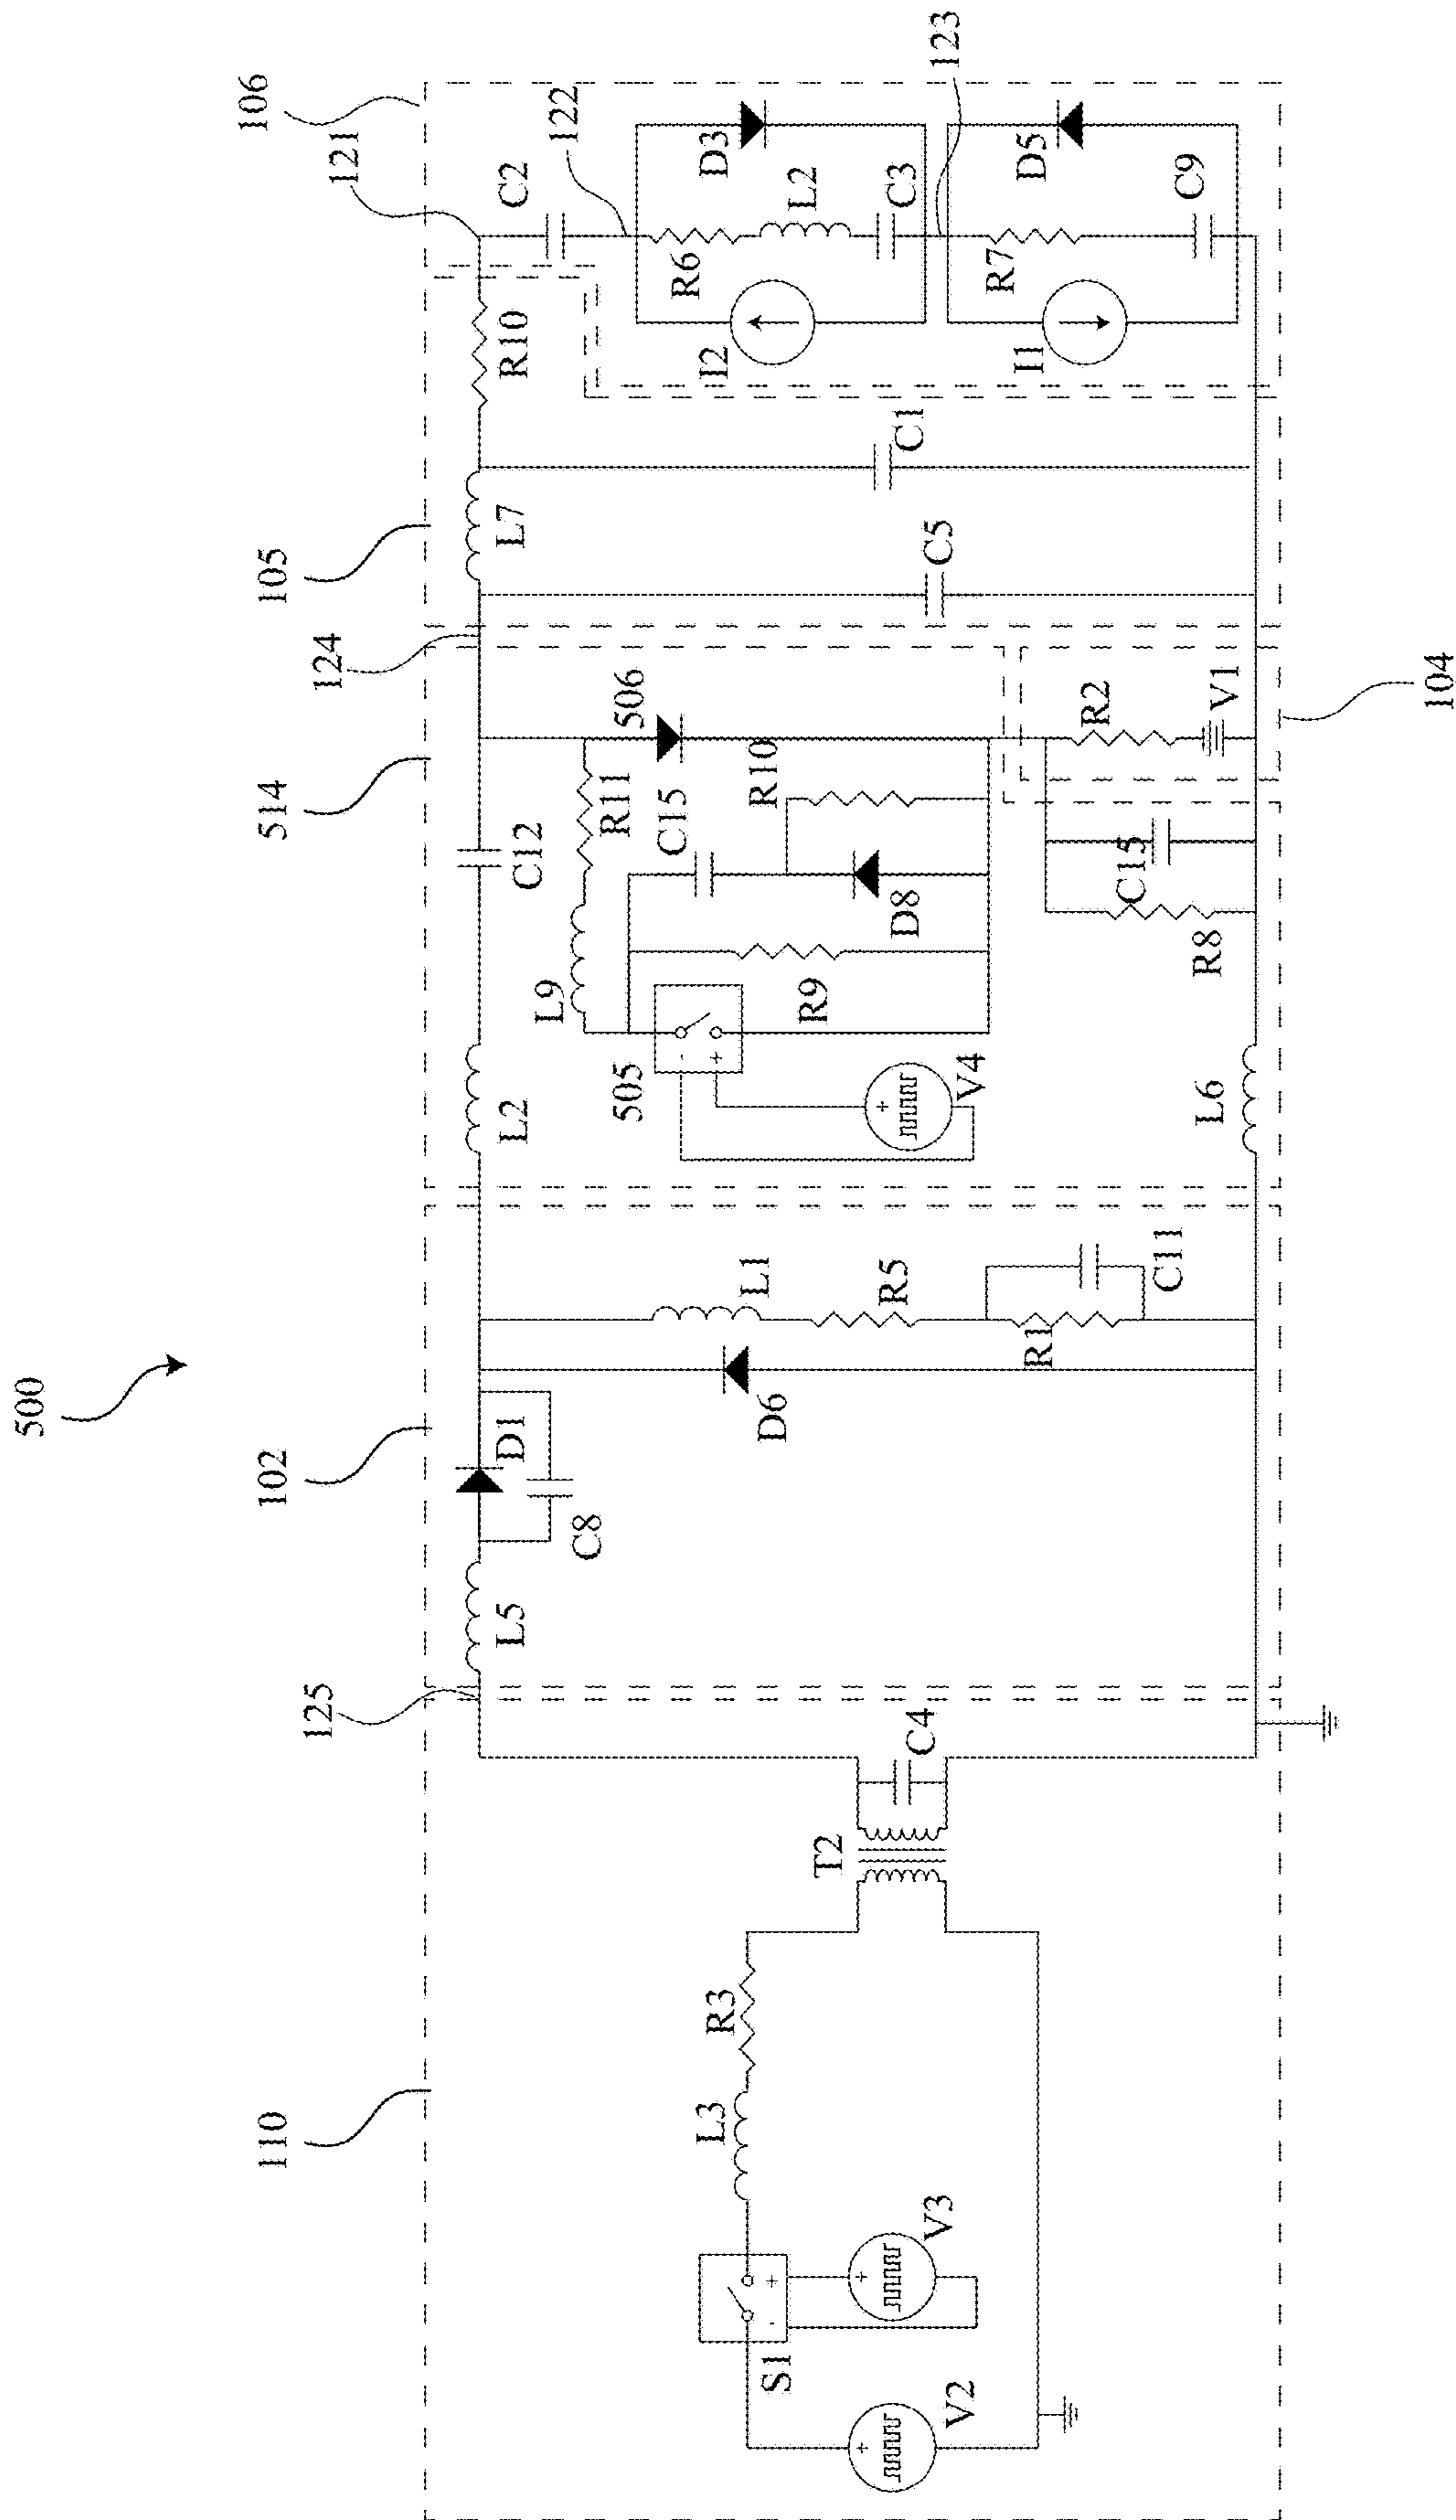 500
110
102
514
105
106
125
124
121
122
123
104
V2
S1
V3
L3
R3
T2
C4
L5
C8
D1
D6
L1
R5
R1
C11
L2
C12
L9
R11
506
505
V4
R9
C15
D8
R10
L6
R8
C15
R2
V1
L7
C5
C1
R10
C2
I2
R6
L2
C3
D3
I1
R7
C9
D5
+
- +
+
- +
+